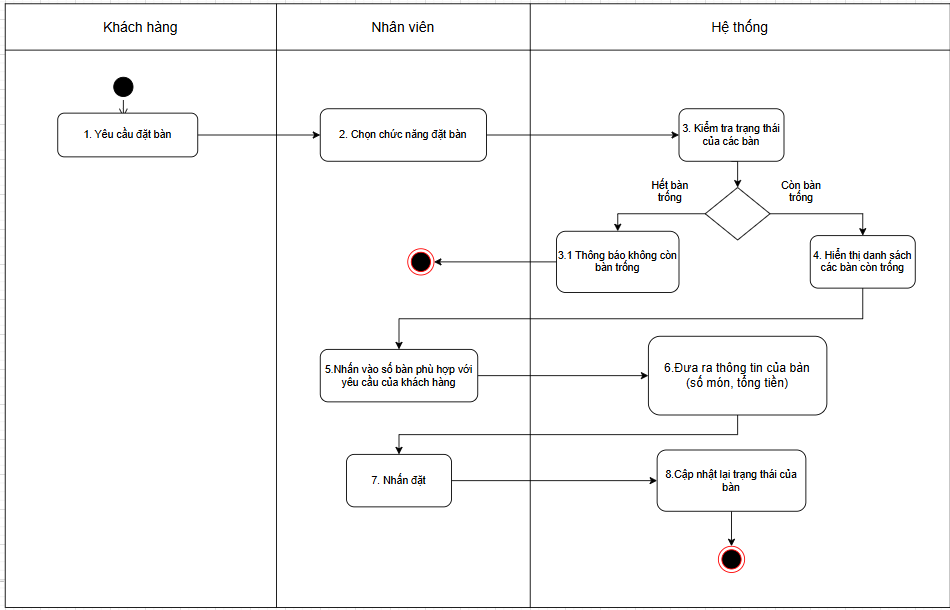 Khách hàng
Nhân viên
Hệ thống
1. Yêu cầu đặt bàn
2. Chọn chức năng đặt bàn
3. Kiểm tra trạng thái
của các bàn
Hết bàn
trống
Còn bàn
trống
3.1 Thông báo không còn
bàn trống
4. Hiển thị danh sách
các bàn còn trống
5.Nhấn vào số bàn phù hợp với
yêu cầu của khách hàng
6.Đưa ra thông tin của bàn
(số món, tổng tiền)
7. Nhấn đặt
8.Cập nhật lại trạng thái của
bàn